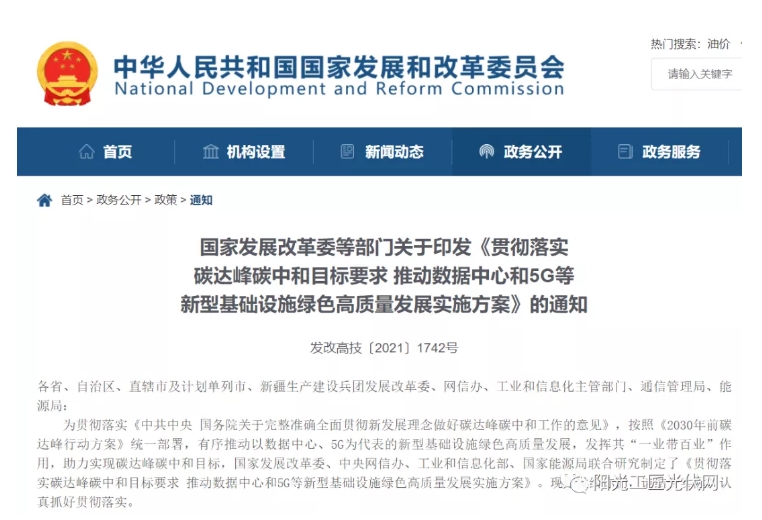 热门搜索：油价
中华人民共和国国家发展和改革委员会
National Development and Reform Commission
请输入关键字
首页 机构设置 新闻动态 政务公开 政务服务
首页 > 政务公开 > 政策 > 通知
国家发展改革委等部门关于印发《贯彻落实
碳达峰碳中和目标要求 推动数据中心和5G等
新型基础设施绿色高质量发展实施方案》的通知
发改高技〔2021〕1742号
各省、自治区、直辖市及计划单列市、新疆生产建设兵团发展改革委、网信办、工业和信息化主管部门、通信管理局、能
源局：
为贯彻落实《中共中央 国务院关于完整准确全面贯彻新发展理念做好碳达峰碳中和工作的意见》，按照《2030年前碳
达峰行动方案》统一部署，有序推动以数据中心、5G为代表的新型基础设施绿色高质量发展，发挥其“一业带百业”作
用，助力实现碳达峰碳中和目标，国家发展改革委、中央网信办、工业和信息化部、国家能源局联合研究制定了《贯彻落
实碳达峰碳中和目标要求 推动数据中心和5G等新型基础设施绿色高质量发展实施方案》。现 认
真抓好贯彻落实。
阳光工匠光伏网